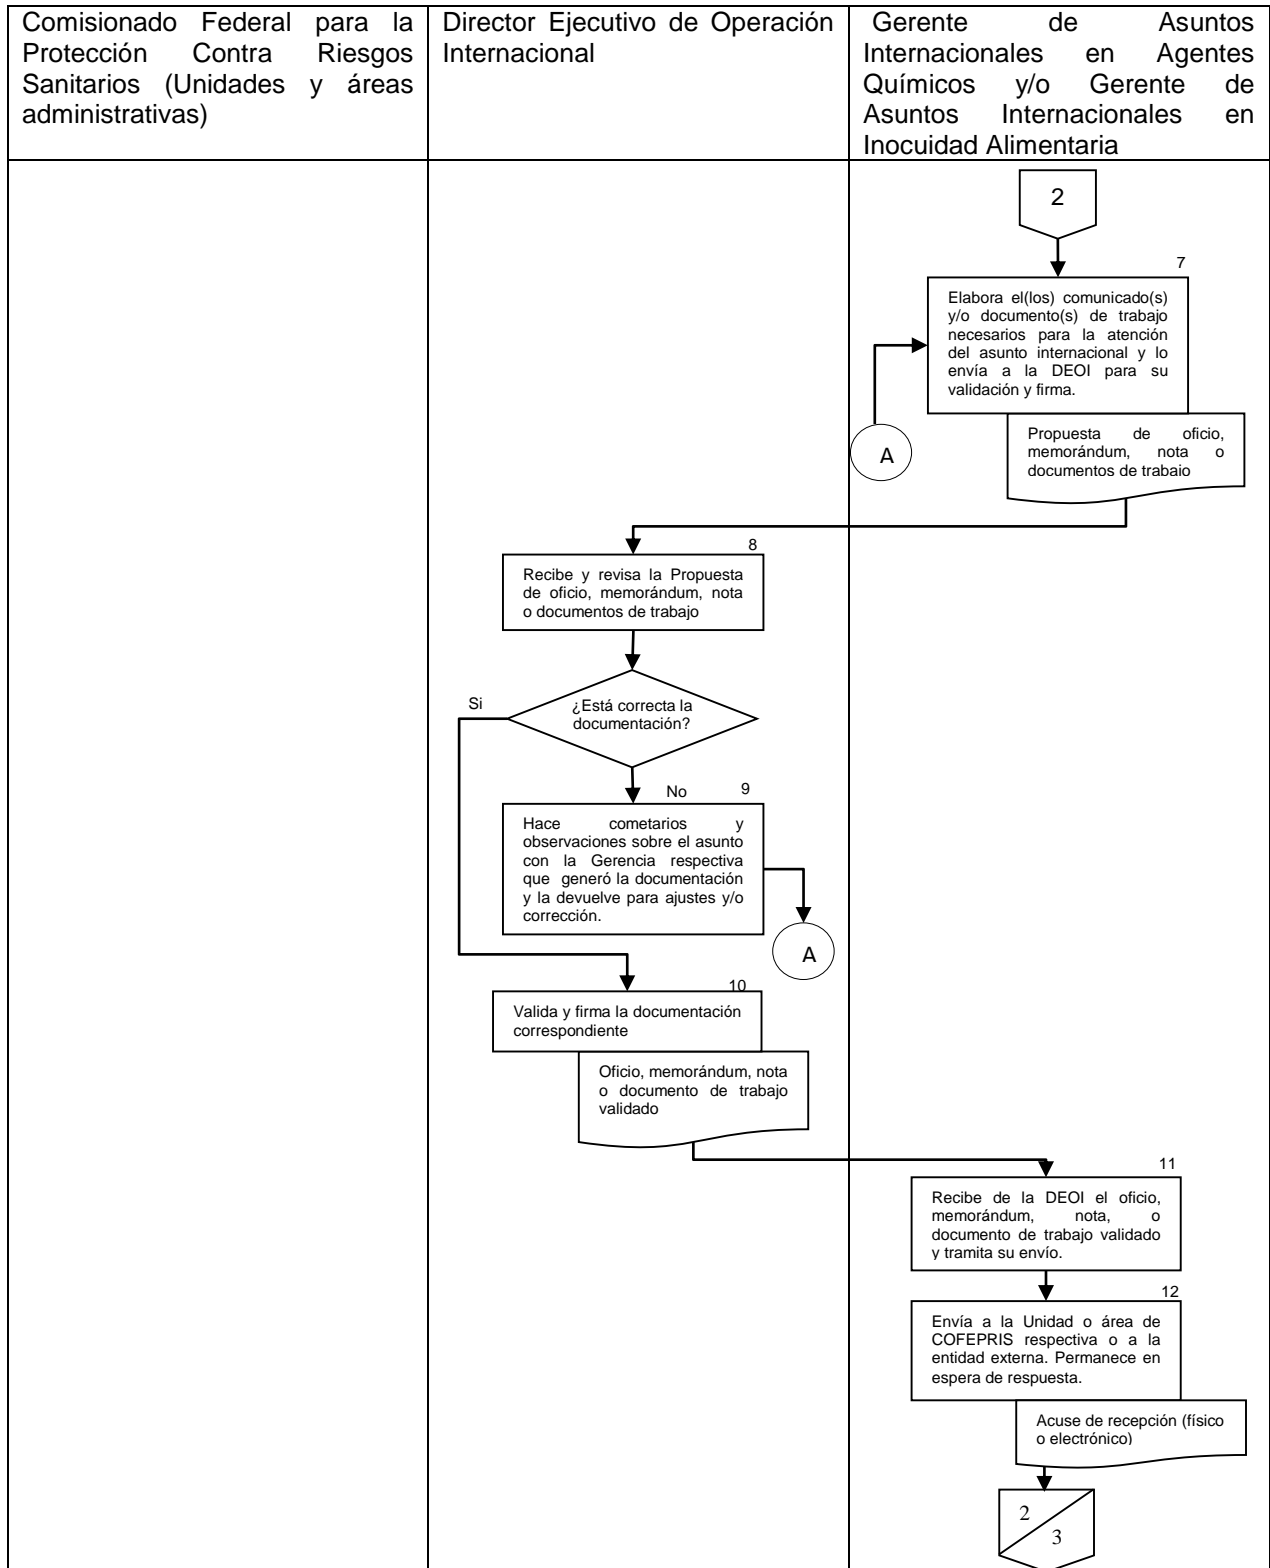 Comisionado Federal para la
Protección Contra Riesgos
Sanitarios (Unidades y áreas
administrativas)
Director Ejecutivo de Operación
Internacional
Gerente de Asuntos
Internacionales en Agentes
Químicos y/o Gerente de
Asuntos Internacionales en
Inocuidad Alimentaria
2
7
Elabora el(los) comunicado(s)
y/o documento(s) de trabajo
necesarios para la atención
del asunto internacional y lo
envía a la DEOI para su
validación y firma.
A
Propuesta de oficio,
memorándum, nota o
documentos de trabajo
8
Recibe y revisa la Propuesta
de oficio, memorándum, nota
o documentos de trabajo
Si
¿Está correcta la
documentación?
No
9
Hace cometarios y
observaciones sobre el asunto
con la Gerencia respectiva
que generó la documentación
y la devuelve para ajustes y/o
corrección.
A
10
Valida y firma la documentación
correspondiente
Oficio, memorándum, nota
o documento de trabajo
validado
11
Recibe de la DEOI el oficio,
memorándum, nota, o
documento de trabajo validado
y tramita su envío.
12
Envía a la Unidad o área de
COFEPRIS respectiva o a la
entidad externa. Permanece en
espera de respuesta.
Acuse de recepción (físico
o electrónico)
2
3